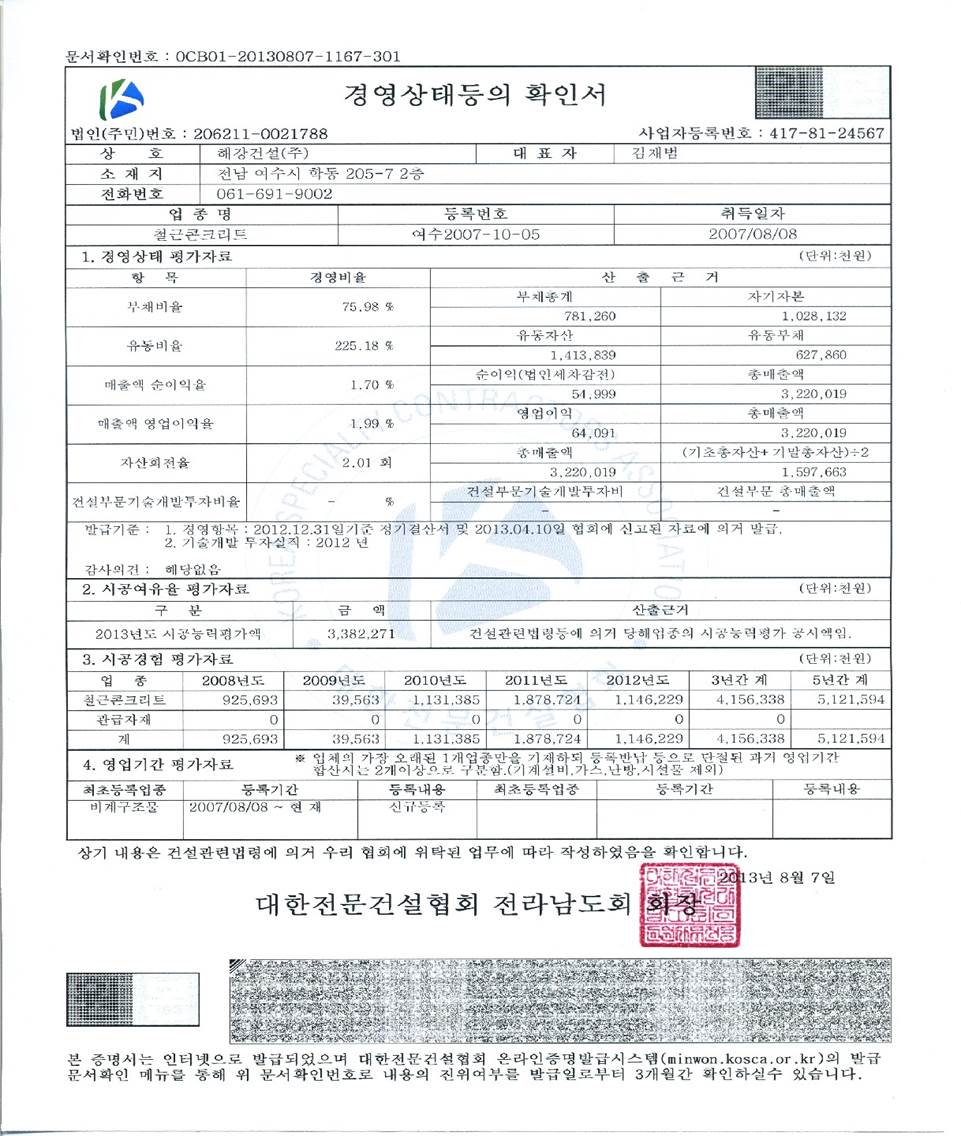 문서확인번호 : 0CB01-20130807-1167-301
경영상태등의 확인서
법인(주민)번호 : 206211-0021788 사업자등록번호 : 417-81-24567
상 호 해강건설(주) 대 표 자 김재범
소 재 지 전남 여수시 학동 205-7 2층
전화번호 061-691-9002
업 종 명 등록번호 취득일자
철근콘크리트 여수2007-10-05 2007/08/08
1. 경영상태 평가자료 (단위:천원)
항 목 경영비율 산 출 근 거
부채비율 75.98 % 부채총계 자기자본
781,260 1,028,132
유동비율 225.18 % 유동자산 유동부채
1,413,839 627,860
매출액 순이익율 1.70 % 순이익(법인세차감전) 총매출액
54,999 3,220,019
매출액 영업이익율 1.99 % 영업이익 총매출액
64,091 3,220,019
자산회전율 2.01 회 총매출액 (기초총자산+ 기말총자산)÷2
3,220,019 1,597,663
건설부문기술개발투자비율 - % 건설부문기술개발투자비 건설부문 총매출액
- -
발급기준 : 1. 경영항목 : 2012.12.31일기준 정기결산서 및 2013.04.10일 협회에 신고된 자료에 의거 발급.
2. 기술개발 투자실적 : 2012 년
감사의견 : 해당없음
2. 시공여유율 평가자료 (단위:천원)
구 분 금 액 산출근거
2013년도 시공능력평가액 3,382,271 건설관련법령등에 의거 당해업종의 시공능력평가 공시액임.
3. 시공경험 평가자료 (단위:천원)
업 종 2008년도 2009년도 2010년도 2011년도 2012년도 3년간 계 5년간 계
철근콘크리트 925,693 39,563 1,131,385 1,878,724 1,146,229 4,156,338 5,121,594
관급자재 0 0 0 0 0 0 0
계 925,693 39,563 1,131,385 1,878,724 1,146,229 4,156,338 5,121,594
4. 영업기간 평가자료 ※ 업체의 가장 오래된 1개업종만을 기재하되 등록반납 등으로 단절된 과거 영업기간
합산시는 2개이상으로 구분함.(기계설비,가스,난방,시설물 제외)
최초등록업종 등록기간 등록내용 최초등록업종 등록기간 등록내용
비계구조물 2007/08/08 ~ 현 재 신규등록
상기 내용은 건설관련법령에 의거 우리 협회에 위탁된 업무에 따라 작성하였음을 확인합니다.
2013년 8월 7일
대한전문건설협회 전라남도회 회장
KOREA SPECIALTY CONTRACTORS ASSOCIATION
대한전문건설협회
본 증명서는 인터넷으로 발급되었으며 대한전문건설협회 온라인증명발급시스템(minwon.kosca.or.kr)의 발급
문서확인 메뉴를 통해 위 문서확인번호로 내용의 진위여부를 발급일로부터 3개월간 확인하실수 있습니다.